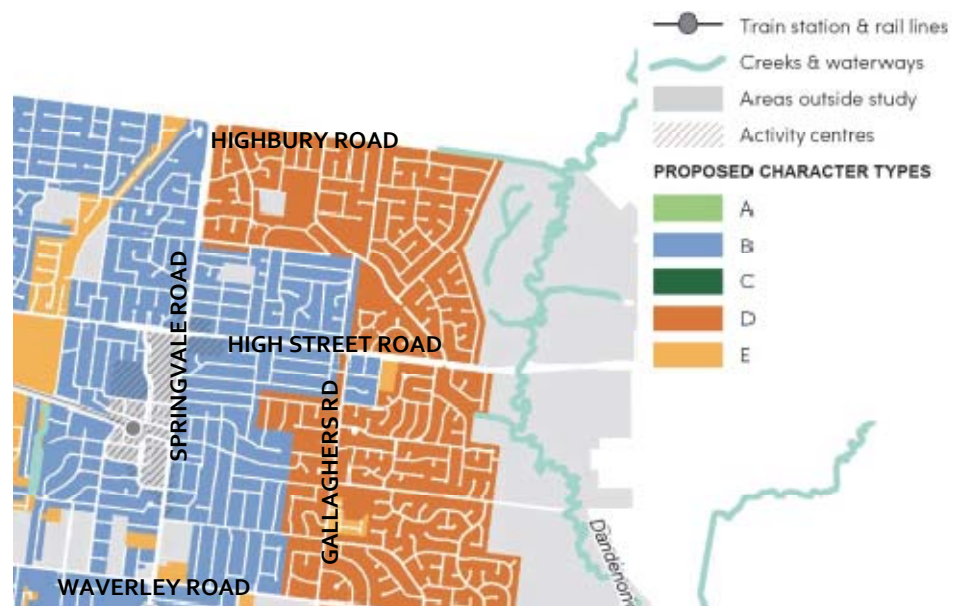 Train station & rail lines
Creeks & waterways
Areas outside study
Activity centres
PROPOSED CHARACTER TYPES
A
B
C
D
E
HIGHBURY ROAD
SPRINGVALE ROAD
HIGH STREET ROAD
GALLAGHERS RD
WAVERLEY ROAD
Dandenon